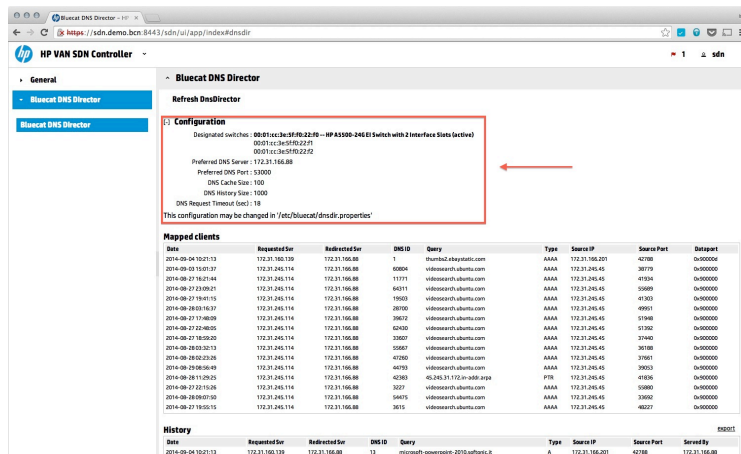 Bluecat DNS Director – HP
https://sdn.demo.bcn:8443/sdn/ui/app/index#dnsdir
hp HP VAN SDN Controller 1 sdn
General
Bluecat DNS Director
Bluecat DNS Director
Bluecat DNS Director
Refresh DnsDirector
[-] Configuration
Designated switches : 00:01:cc:3e:5f:f0:22:f0 -- HP A5500-24G EI Switch with 2 Interface Slots (active)
00:01:cc:3e:5f:f0:22:f1
00:01:cc:3e:5f:f0:22:f2
Preferred DNS Server : 172.31.166.88
Preferred DNS Port : 53000
DNS Cache Size : 100
DNS History Size : 1000
DNS Request Timeout (sec) : 18
This configuration may be changed in '/etc/bluecat/dnsdir.properties'
Mapped clients
Date Requested Svr Redirected Svr DNS ID Query Type Source IP Source Port Dataport
2014-09-04 10:21:13 172.31.160.139 172.31.166.88 1 thumbs2.ebaystatic.com AAAA 172.31.166.201 42788 0x90000d
2014-09-03 15:01:37 172.31.245.114 172.31.166.88 60804 videosearch.ubuntu.com AAAA 172.31.245.45 38779 0x900000
2014-08-27 16:21:44 172.31.245.114 172.31.166.88 11771 videosearch.ubuntu.com AAAA 172.31.245.45 41934 0x900000
2014-08-27 23:09:21 172.31.245.114 172.31.166.88 64311 videosearch.ubuntu.com AAAA 172.31.245.45 55689 0x900000
2014-08-27 19:41:15 172.31.245.114 172.31.166.88 19503 videosearch.ubuntu.com AAAA 172.31.245.45 41303 0x900000
2014-08-28 03:16:37 172.31.245.114 172.31.166.88 28700 videosearch.ubuntu.com AAAA 172.31.245.45 49951 0x900000
2014-08-27 17:48:09 172.31.245.114 172.31.166.88 39672 videosearch.ubuntu.com AAAA 172.31.245.45 51948 0x900000
2014-08-27 22:48:05 172.31.245.114 172.31.166.88 62430 videosearch.ubuntu.com AAAA 172.31.245.45 51392 0x900000
2014-08-27 18:59:20 172.31.245.114 172.31.166.88 33607 videosearch.ubuntu.com AAAA 172.31.245.45 37440 0x900000
2014-08-28 03:32:13 172.31.245.114 172.31.166.88 55667 videosearch.ubuntu.com AAAA 172.31.245.45 36188 0x900000
2014-08-28 02:23:26 172.31.245.114 172.31.166.88 47260 videosearch.ubuntu.com AAAA 172.31.245.45 37661 0x900000
2014-08-29 08:56:49 172.31.245.114 172.31.166.88 44793 videosearch.ubuntu.com AAAA 172.31.245.45 39053 0x900000
2014-08-28 11:29:25 172.31.245.114 172.31.166.88 42383 45.245.31.172.in-addr.arpa PTR 172.31.245.45 41836 0x900000
2014-08-27 22:15:26 172.31.245.114 172.31.166.88 3227 videosearch.ubuntu.com AAAA 172.31.245.45 55880 0x900000
2014-08-28 09:07:50 172.31.245.114 172.31.166.88 54475 videosearch.ubuntu.com AAAA 172.31.245.45 33692 0x900000
2014-08-27 19:55:15 172.31.245.114 172.31.166.88 3615 videosearch.ubuntu.com AAAA 172.31.245.45 48227 0x900000
History export
Date Requested Svr Redirected Svr DNS ID Query Type Source IP Source Port Served By
2014-09-04 10:21:13 172.31.160.139 172.31.166.88 13 microsoft-powerpoint-2010.softonic.it A 172.31.166.201 42788 172.31.166.88